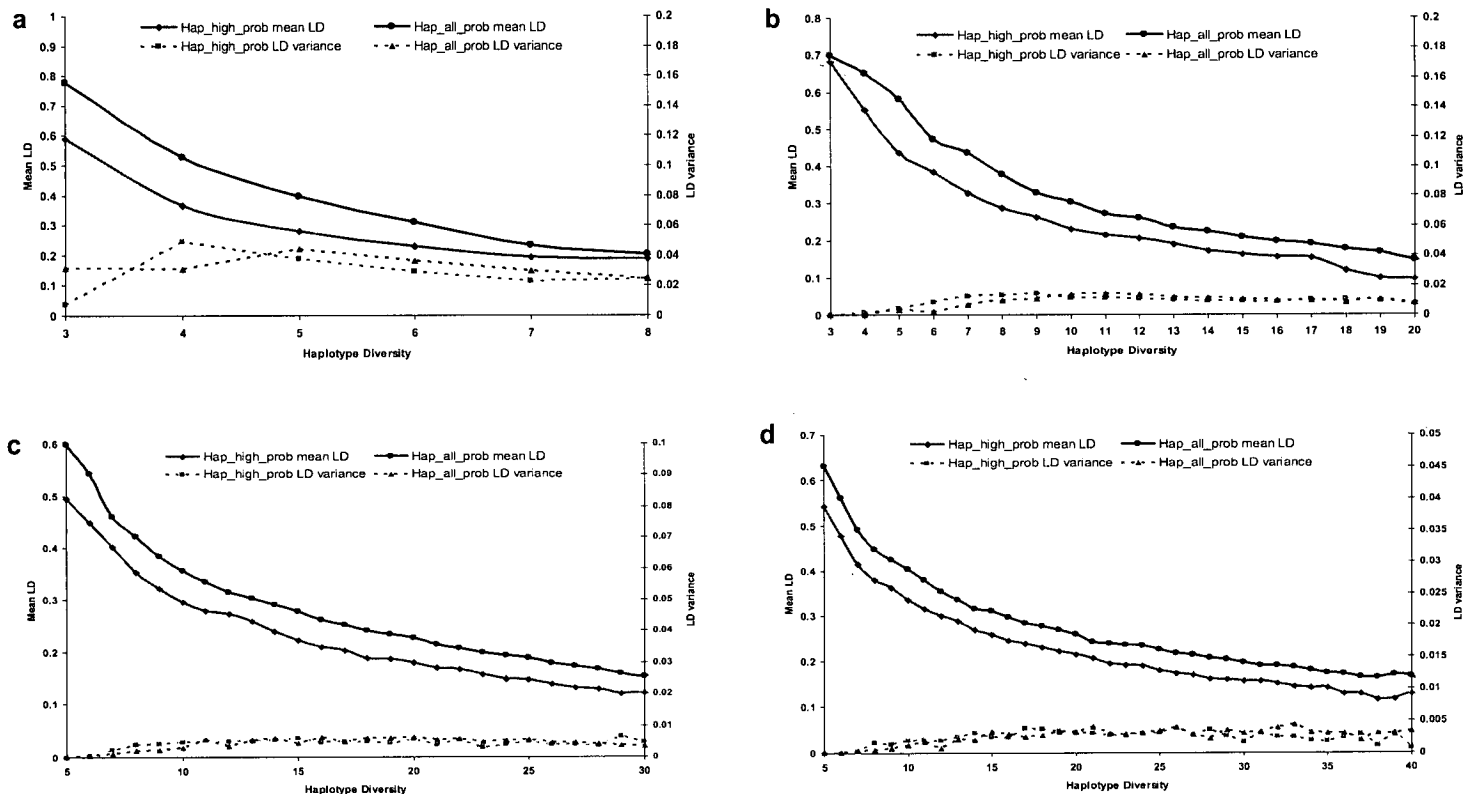 a
Hap_high_prob mean LD
Hap_all_prob mean LD
Hap_high_prob LD variance
Hap_all_prob LD variance
1
0.9
0.8
0.7
0.6
0.5
0.4
0.3
0.2
0.1
0
Mean LD
0.2
0.18
0.16
0.14
0.12
0.1
0.08
0.06
0.04
0.02
0
LD variance
3 4 5 6 7 8
Haplotype Diversity
b
Hap_high_prob mean LD
Hap_all_prob mean LD
Hap_high_prob LD variance
Hap_all_prob LD variance
0.8
0.7
0.6
0.5
0.4
0.3
0.2
0.1
0
Mean LD
0.2
0.18
0.16
0.14
0.12
0.1
0.08
0.06
0.04
0.02
0
LD variance
3 4 5 6 7 8 9 10 11 12 13 14 15 16 17 18 19 20
Haplotype Diversity
c
Hap_high_prob mean LD
Hap_all_prob mean LD
Hap_high_prob LD variance
Hap_all_prob LD variance
0.6
0.5
0.4
0.3
0.2
0.1
0
Mean LD
0.1
0.09
0.08
0.07
0.06
0.05
0.04
0.03
0.02
0.01
0
LD variance
5 10 15 20 25 30
Haplotype Diversity
d
Hap_high_prob mean LD
Hap_all_prob mean LD
Hap_high_prob LD variance
Hap_all_prob LD variance
0.7
0.6
0.5
0.4
0.3
0.2
0.1
0
Mean LD
0.05
0.045
0.04
0.035
0.03
0.025
0.02
0.015
0.01
0.005
0
LD variance
5 10 15 20 25 30 35 40
Haplotype Diversity